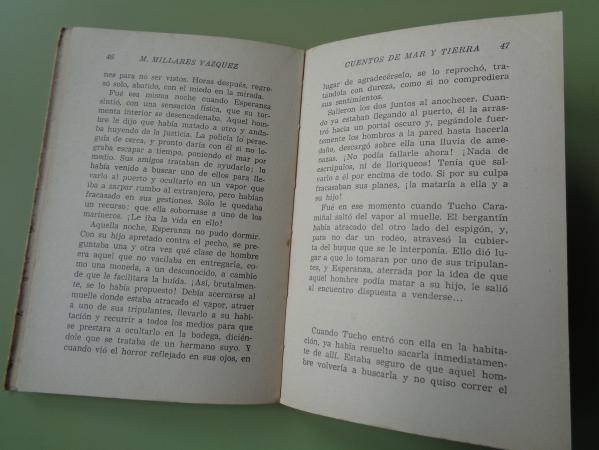 46 M. MILLARES VAZQUEZ
nes para no ser vistos. Horas después, regre-
só solo, abatido, con el miedo en la mirada.
Fué esa misma noche cuando Esperanza
sintió, con una sensación física, que su tor-
menta interior se desencadenaba. Aquel hom-
bre le dijo que había matado a otro y anda-
ba huyendo de la justicia. La policía lo perse-
guía de cerca, y pronto daría con él si no lo-
graba escapar a tiempo, poniendo el mar por
medio. Sus amigos trataban de ayudarlo; lo
había venido a buscar uno de ellos para lle-
varlo al puerto y ocultarlo en un vapor que
iba a zarpar rumbo al extranjero, pero habían
fracasado en sus gestiones. Sólo le quedaba
un recurso: que ella sobornase a uno de los
marineros. ¡Le iba la vida en ello!
Aquella noche, Esperanza no pudo dormir.
Con su hijo apretado contra el pecho, se pre-
guntaba una y otra vez qué clase de hombre
era aquel que no vacilaba en entregarla, co-
mo una moneda, a un desconocido, a cambio
de que le facilitara la huída. ¡Así, brutalmen-
te, se lo había propuesto! Debía acercarse al
muelle donde estaba atracado el vapor, atraer
a uno de sus tripulantes, llevarlo a su habi-
tación y recurrir a todos los medios para que
se prestara a ocultarlo en la bodega, dicién-
dole que se trataba de un hermano suyo. Y
cuando vió el horror reflejado en sus ojos, en
CUENTOS DE MAR Y TIERRA 47
lugar de agradecérselo, se lo reprochó, tra-
tándola con dureza, como si no comprediera
sus sentimientos.
Salieron los dos juntos al anochecer. Cuan-
do ya estaban llegando al puerto, él la arras-
tró hacia un portal oscuro y, pegándole fuer-
temente los hombros a la pared hasta hacerla
daño, descargó sobre ella una lluvia de ame-
nazas. ¡No podía fallarle ahora! ¡Nada de
escrúpulos, ni de lloriqueos! Tenía que sal-
varlo a él por encima de todo. Si por su culpa
fracasaban sus planes, ¡la mataría a ella y a
su hijo!
Fué en ese momento cuando Tucho Cara-
miñal saltó del vapor al muelle. El bergantín
había atracado del otro lado del espigón, y,
para no dar un rodeo, atravesó la cubier-
ta del buque que se le interponía. Ello dió lu-
gar a que lo tomaran por uno de sus tripulan-
tes, y Esperanza, aterrada por la idea de que
aquel hombre podía matar a su hijo, le salió
al encuentro dispuesta a venderse...
Cuando Tucho entró con ella en la habita-
ción, ya había resuelto sacarla inmediatamen-
te de allí. Estaba seguro de que aquel hom-
bre volvería a buscarla y no quiso correr el